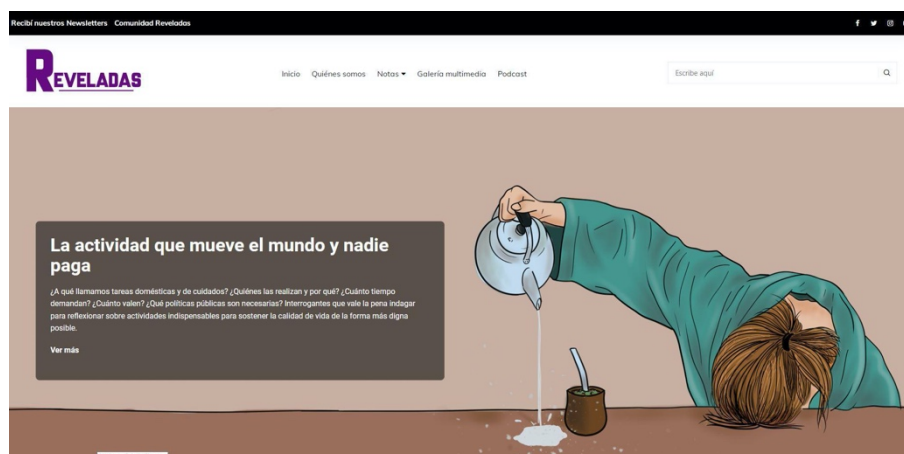 Recibí nuestros Newsletters Comunidad Reveladas
REVELADAS
Inicio Quiénes somos Notas Galería multimedia Podcast
Escribe aquí
La actividad que mueve el mundo y nadie
paga
¿A qué llamamos tareas domésticas y de cuidados? ¿Quiénes las realizan y por qué? ¿Cuánto tiempo
demandan? ¿Cuánto valen? ¿Qué políticas públicas son necesarias? Interrogantes que vale la pena indagar
para reflexionar sobre actividades indispensables para sostener la calidad de vida de la forma más digna
posible.
Ver más